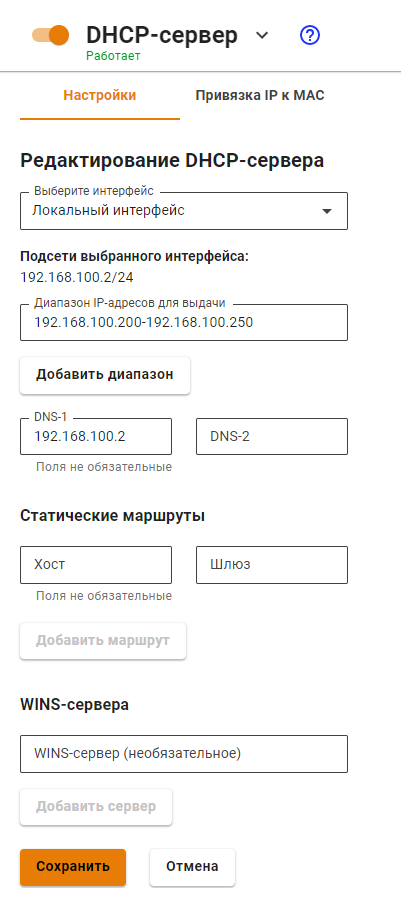 DHCP-сервер
Работает
Настройки Привязка IP к MAC
Редактирование DHCP-сервера
Выберите интерфейс
Локальный интерфейс
Подсети выбранного интерфейса:
192.168.100.2/24
Диапазон IP-адресов для выдачи
192.168.100.200-192.168.100.250
Добавить диапазон
DNS-1
192.168.100.2 DNS-2
Поля не обязательные
Статические маршруты
Хост Шлюз
Поля не обязательные
Добавить маршрут
WINS-сервера
WINS-сервер (необязательное)
Добавить сервер
Сохранить Отмена